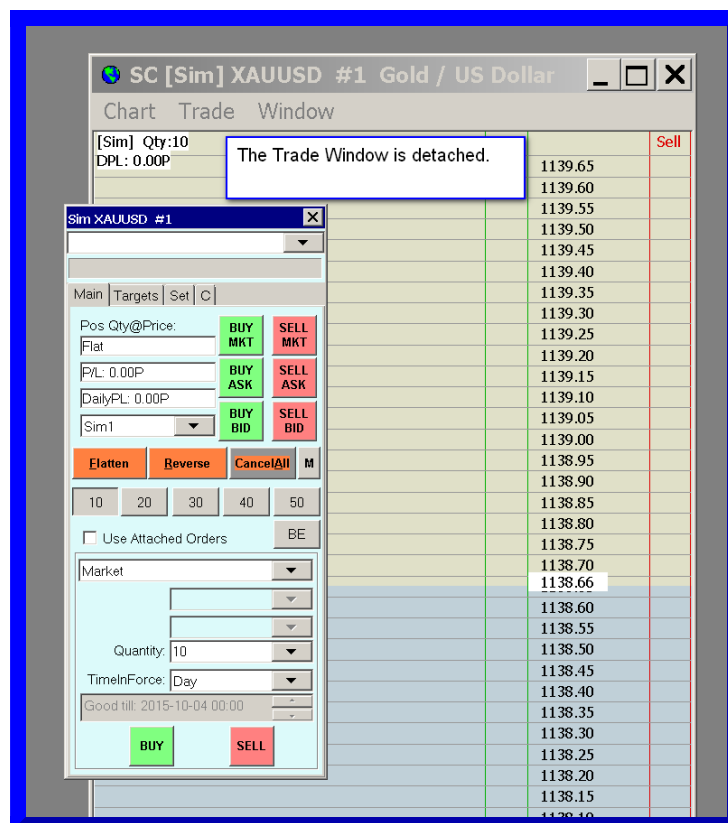 SC [Sim] XAUUSD #1 Gold / US Dollar
Chart Trade Window
[Sim] Qty:10
DPL: 0.00P
The Trade Window is detached.
Sell
1139.65
1139.60
1139.55
1139.50
1139.45
1139.40
1139.35
1139.30
1139.25
1139.20
1139.15
1139.10
1139.05
1139.00
1138.95
1138.90
1138.85
1138.80
1138.75
1138.70
1138.66
1138.60
1138.55
1138.50
1138.45
1138.40
1138.35
1138.30
1138.25
1138.20
1138.15
Sim XAUUSD #1
Main Targets Set C
Pos Qty@Price:
Flat
BUY MKT
SELL MKT
P/L: 0.00P
BUY ASK
SELL ASK
DailyPL: 0.00P
Sim1
BUY BID
SELL BID
Flatten Reverse CancelAll M
10 20 30 40 50
Use Attached Orders BE
Market
Quantity: 10
TimeInForce: Day
Good till: 2015-10-04 00:00
BUY SELL